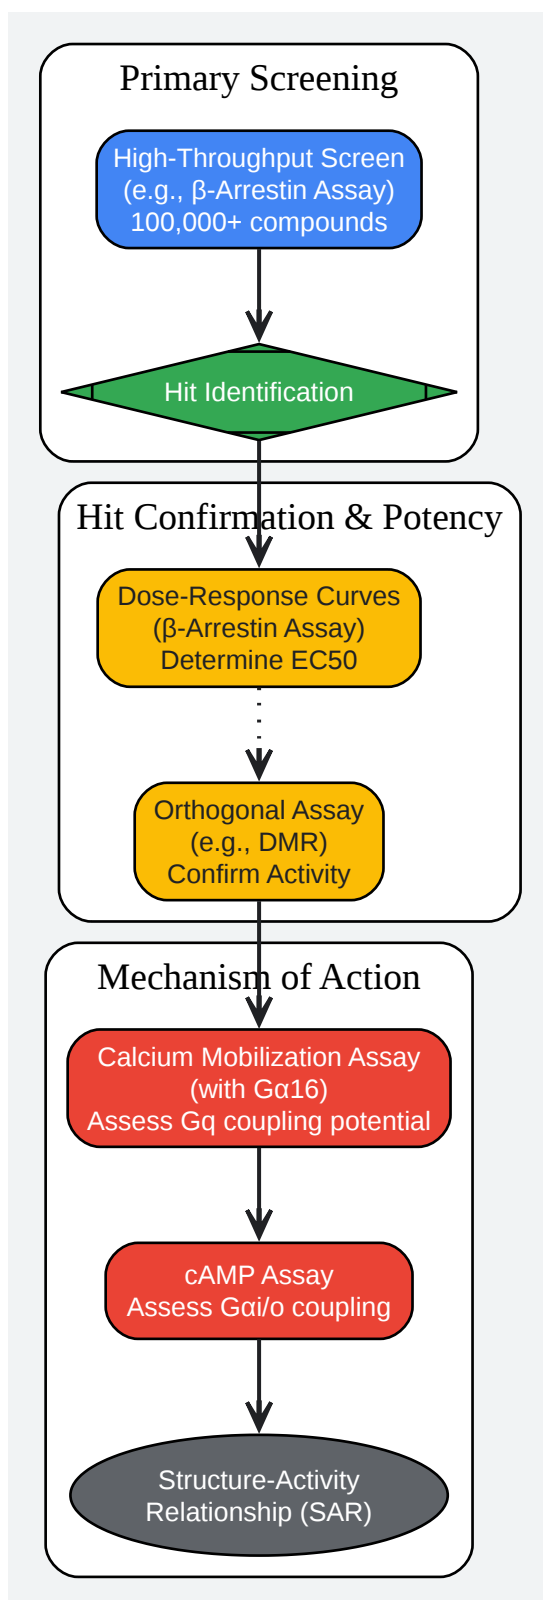 Primary Screening
High-Throughput Screen
(e.g., β-Arrestin Assay)
100,000+ compounds
Hit Identification
Hit Confirmation & Potency
Dose-Response Curves
(β-Arrestin Assay)
Determine EC50
Orthogonal Assay
(e.g., DMR)
Confirm Activity
Mechanism of Action
Calcium Mobilization Assay
(with Gα16)
Assess Gq coupling potential
cAMP Assay
Assess Gαi/o coupling
Structure-Activity
Relationship (SAR)